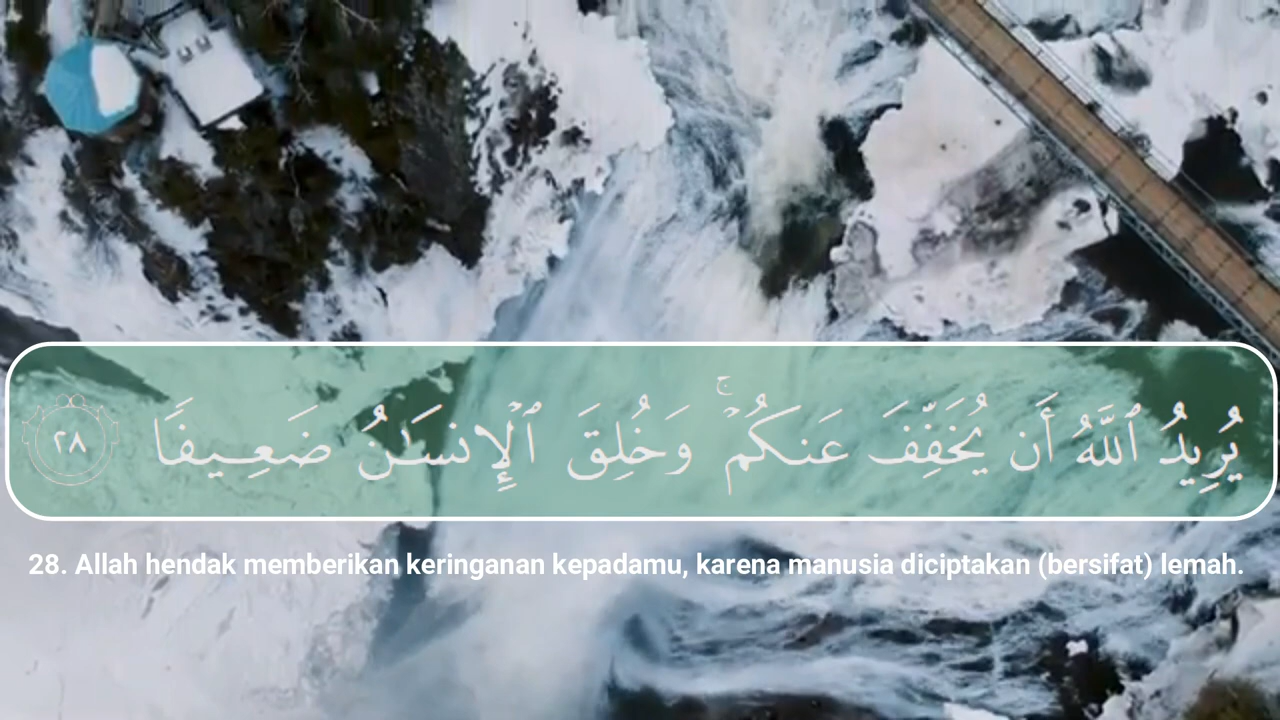 يُرِيدُ ٱللَّهُ أَن يُخَفِّفَ عَنكُمْ ۚ وَخُلِقَ ٱلْإِنسَـٰنُ ضَعِيفًا ٢٨
28. Allah hendak memberikan keringanan kepadamu, karena manusia diciptakan (bersifat) lemah.